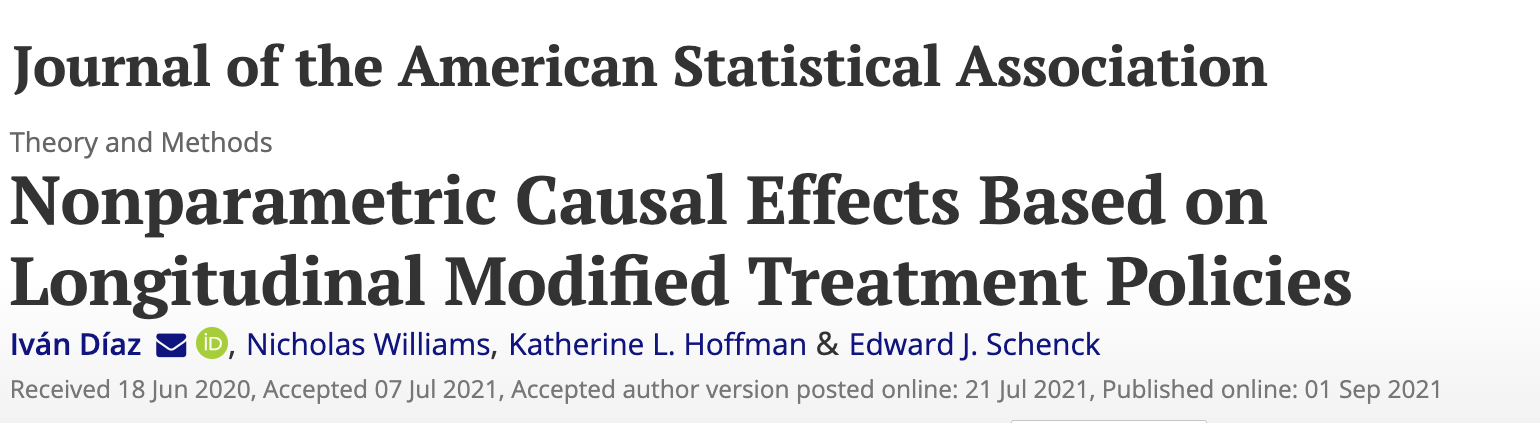 Journal of the American Statistical Association
Theory and Methods
Nonparametric Causal Effects Based on
Longitudinal Modified Treatment Policies
Iván Díaz iD, Nicholas Williams, Katherine L. Hoffman & Edward J. Schenck
Received 18 Jun 2020, Accepted 07 Jul 2021, Accepted author version posted online: 21 Jul 2021, Published online: 01 Sep 2021